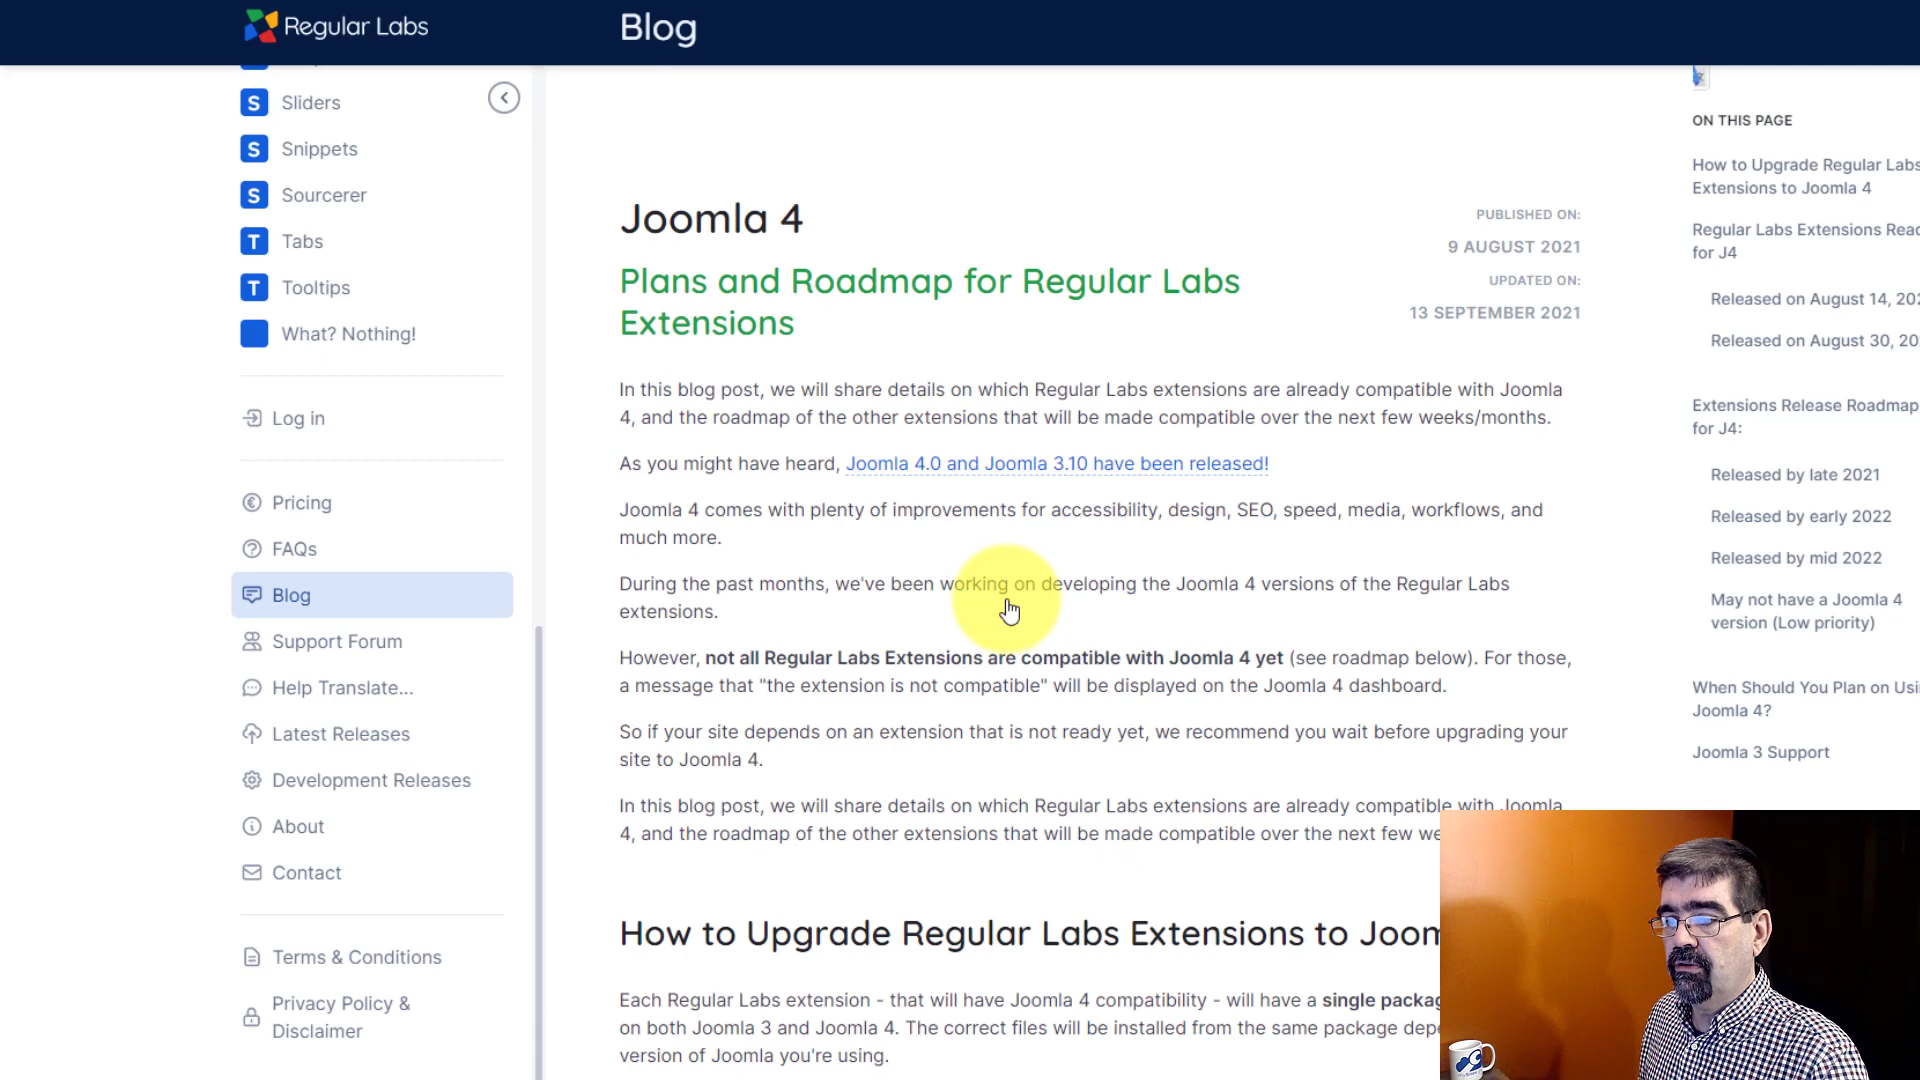 Regular Labs
Blog
S Sliders
S Snippets
S Sourcerer
T Tabs
T Tooltips
What? Nothing!
Log in
Pricing
FAQs
Blog
Support Forum
Help Translate...
Latest Releases
Development Releases
About
Contact
Terms & Conditions
Privacy Policy &
Disclaimer
Joomla 4
Plans and Roadmap for Regular Labs
Extensions
PUBLISHED ON:
9 AUGUST 2021
UPDATED ON:
13 SEPTEMBER 2021
In this blog post, we will share details on which Regular Labs extensions are already compatible with Joomla
4, and the roadmap of the other extensions that will be made compatible over the next few weeks/months.
As you might have heard, Joomla 4.0 and Joomla 3.10 have been released!
Joomla 4 comes with plenty of improvements for accessibility, design, SEO, speed, media, workflows, and
much more.
During the past months, we've been working on developing the Joomla 4 versions of the Regular Labs
extensions.
However, not all Regular Labs Extensions are compatible with Joomla 4 yet (see roadmap below). For those,
a message that "the extension is not compatible" will be displayed on the Joomla 4 dashboard.
So if your site depends on an extension that is not ready yet, we recommend you wait before upgrading your
site to Joomla 4.
In this blog post, we will share details on which Regular Labs extensions are already compatible with Joomla
4, and the roadmap of the other extensions that will be made compatible over the next few we
How to Upgrade Regular Labs Extensions to Joom
Each Regular Labs extension - that will have Joomla 4 compatibility - will have a single packag
on both Joomla 3 and Joomla 4. The correct files will be installed from the same package depe
version of Joomla you're using.
ON THIS PAGE
How to Upgrade Regular Labs
Extensions to Joomla 4
Regular Labs Extensions Read
for J4
Released on August 14, 202
Released on August 30, 20
Extensions Release Roadmap
for J4:
Released by late 2021
Released by early 2022
Released by mid 2022
May not have a Joomla 4
version (Low priority)
When Should You Plan on Usi
Joomla 4?
Joomla 3 Support